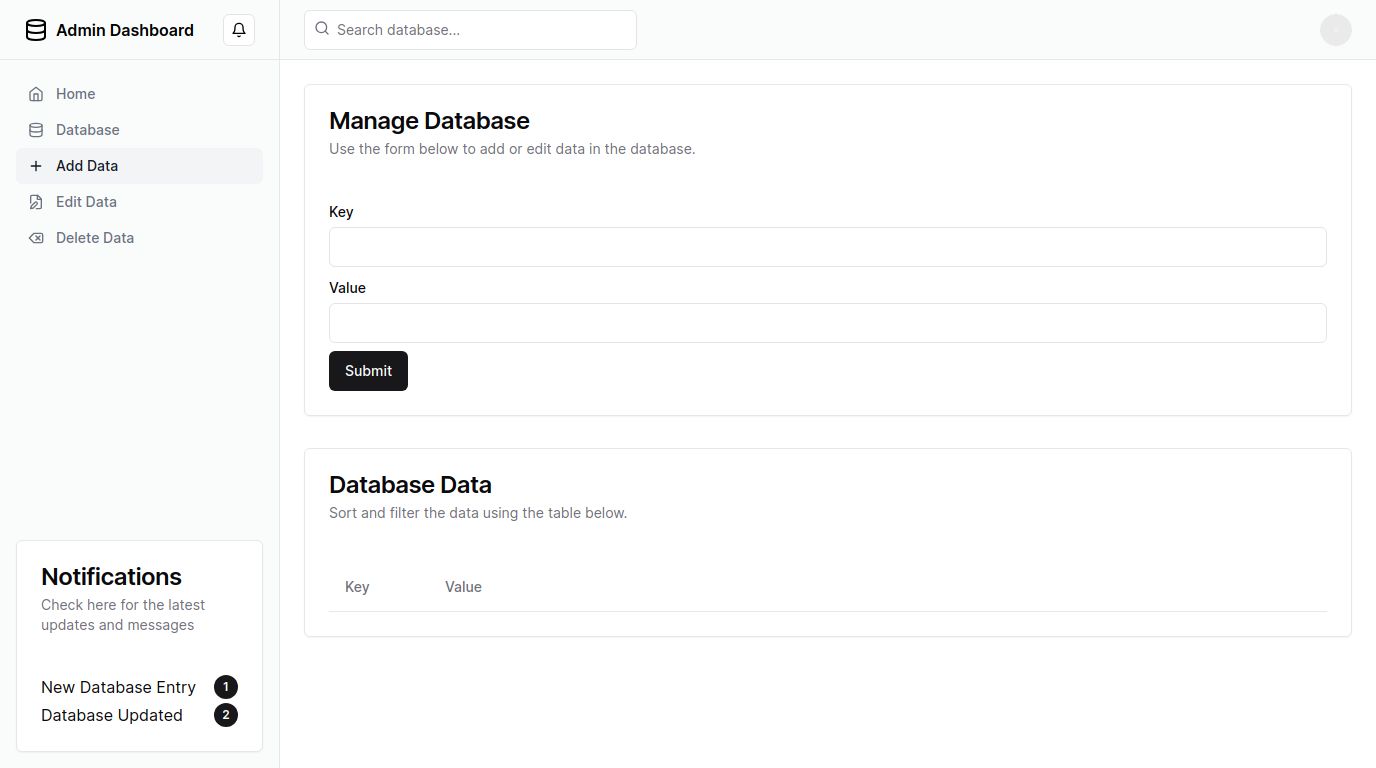 Admin Dashboard
Search database...
Home
Database
Add Data
Edit Data
Delete Data
Notifications
Check here for the latest
updates and messages
New Database Entry 1
Database Updated 2
Manage Database
Use the form below to add or edit data in the database.
Key
Value
Submit
Database Data
Sort and filter the data using the table below.
Key Value